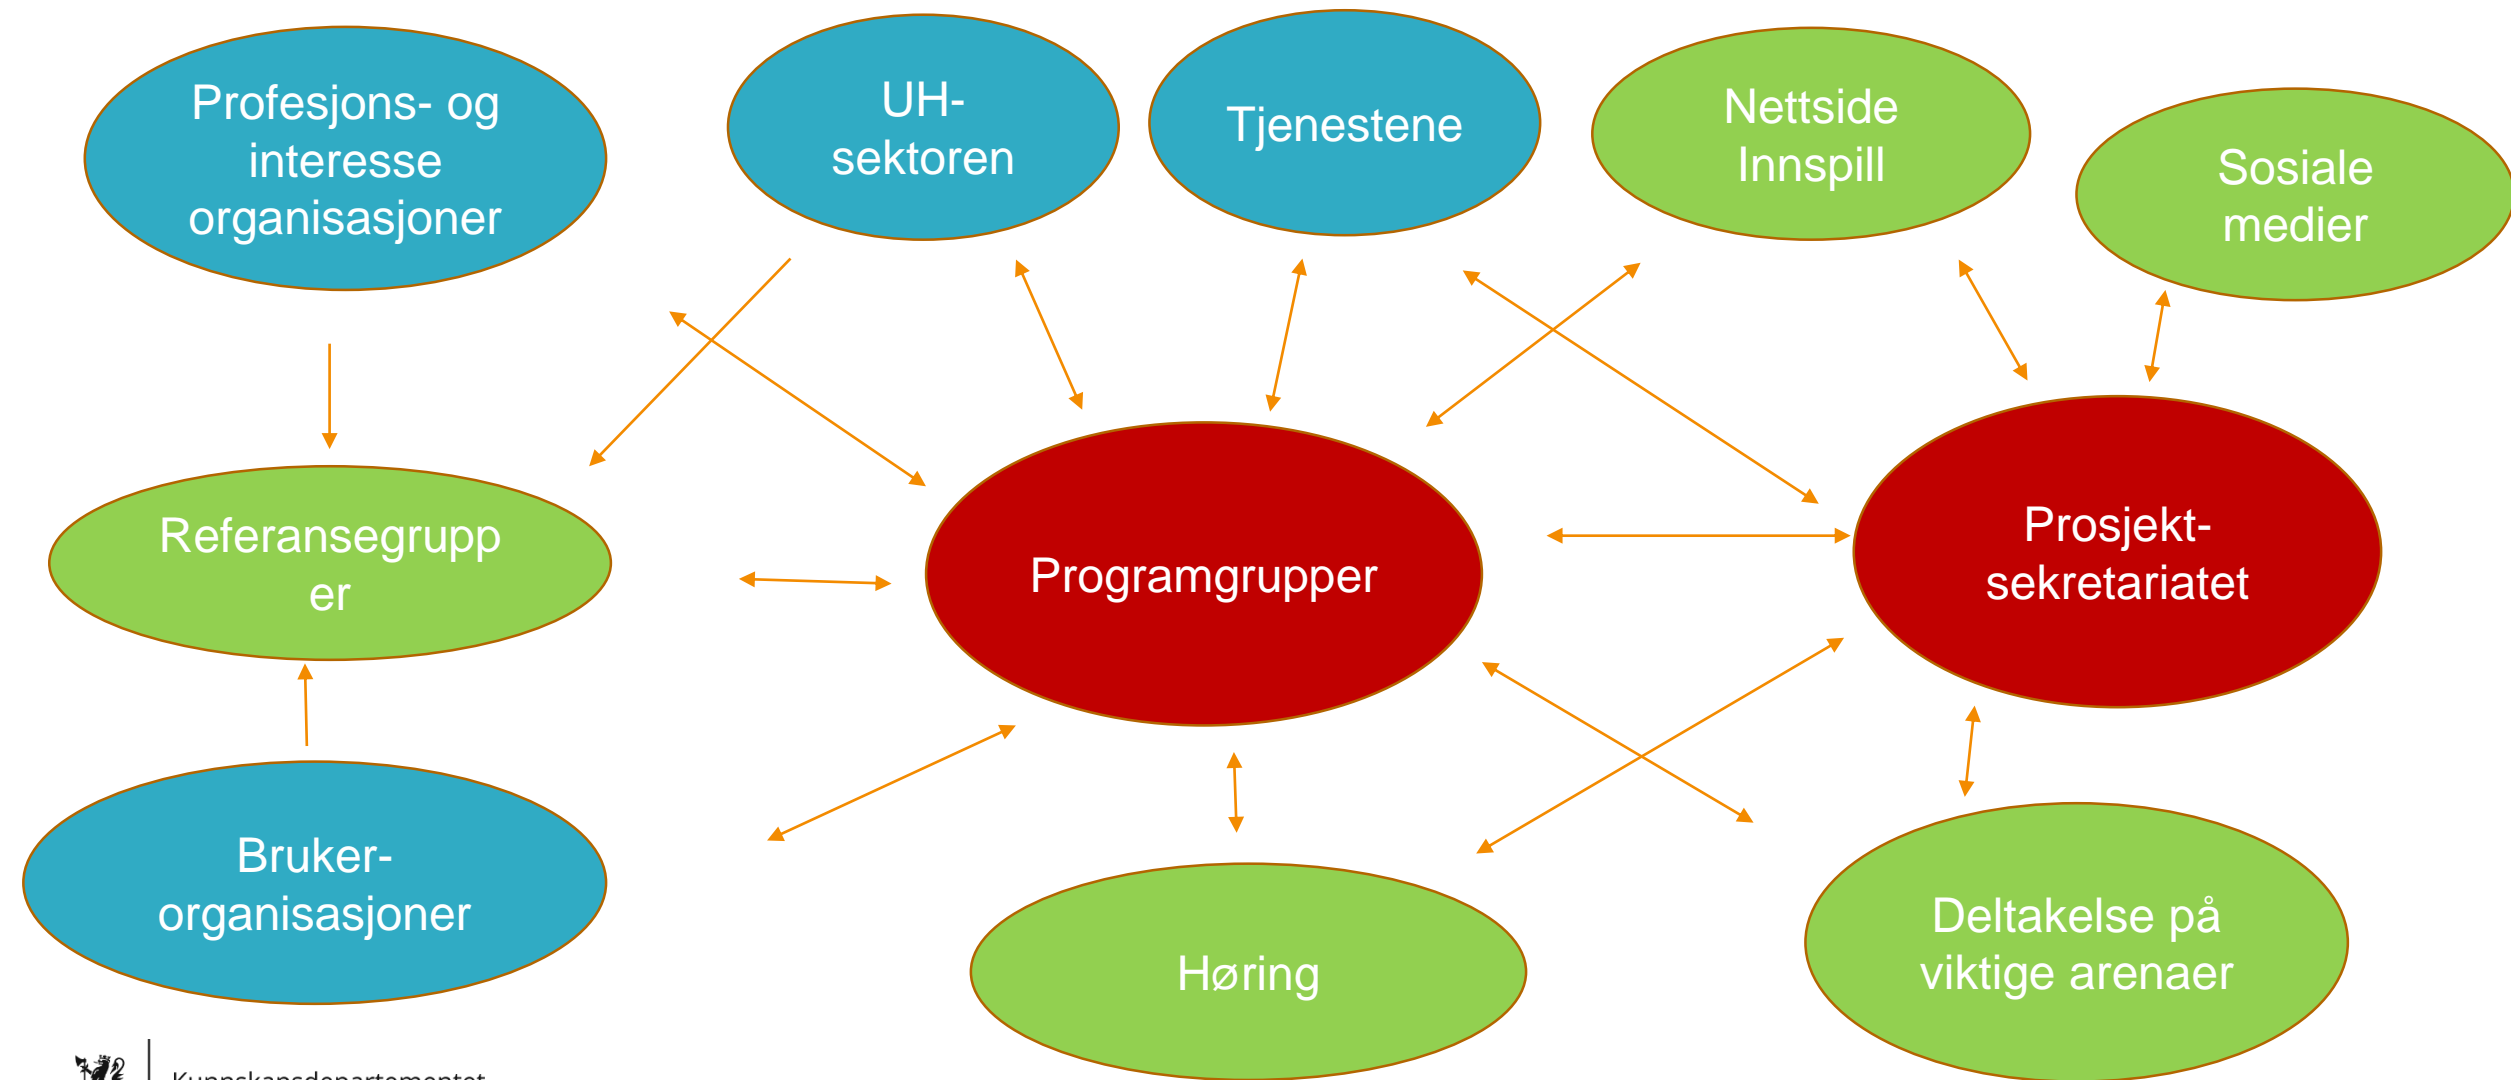 Profesjons- og
interesse
organisasjoner
UH-
sektoren
Tjenestene
Nettside
Innspill
Sosiale
medier
Referansegrupp
er
Programgrupper
Prosjekt-
sekretariatet
Bruker-
organisasjoner
Høring
Deltakelse på
viktige arenaer
Kunnskapsdepartementet